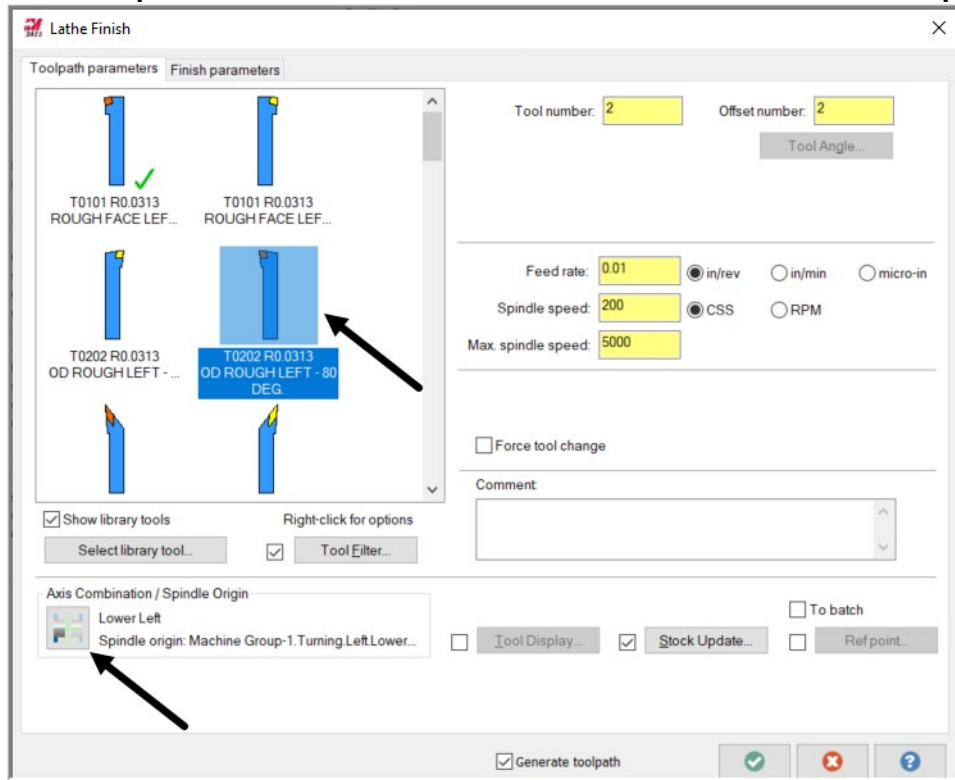 Lathe Finish
Toolpath parameters Finish parameters
Tool number: 2 Offset number: 2
Tool Angle...
T0101 R0.0313 T0101 R0.0313
ROUGH FACE LEF... ROUGH FACE LEF...
Feed rate: 0.01 in/rev in/min micro-in
Spindle speed: 200 CSS RPM
Max. spindle speed: 5000
T0202 R0.0313 T0202 R0.0313
OD ROUGH LEFT - ... OD ROUGH LEFT - 80
DEG.
Force tool change
Comment:
Show library tools Right-click for options
Select library tool... Tool Filter...
Axis Combination / Spindle Origin
Lower Left
Spindle origin: Machine Group-1.Turning.Left.Lower...
To batch
Tool Display... Stock Update... Ref point...
Generate toolpath